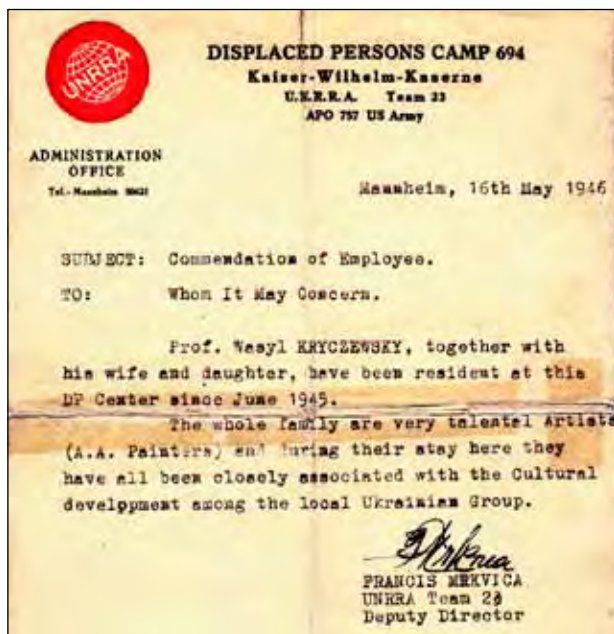 UNRRA
DISPLACED PERSONS CAMP 694
Kaiser-Wilhelm-Kaserne
U.N.R.R.A. Team 23
APO 757 US Army
ADMINISTRATION
OFFICE
Tel.- Mannheim
Mannheim, 16th May 1946
SUBJECT: Commendation of Employee.
TO: Whom It May Concern.
Prof. Wasyl KRYCZEWSKY, together with
his wife and daughter, have been resident at this
DP Center since June 1945.
The whole family are very talental Artists
(A.A. Painters) and during their stay here they
have all been closely associated with the Cultural
development among the local Ukrainian Group.
FRANCIS MRKVICA
UNRRA Team 23
Deputy Director